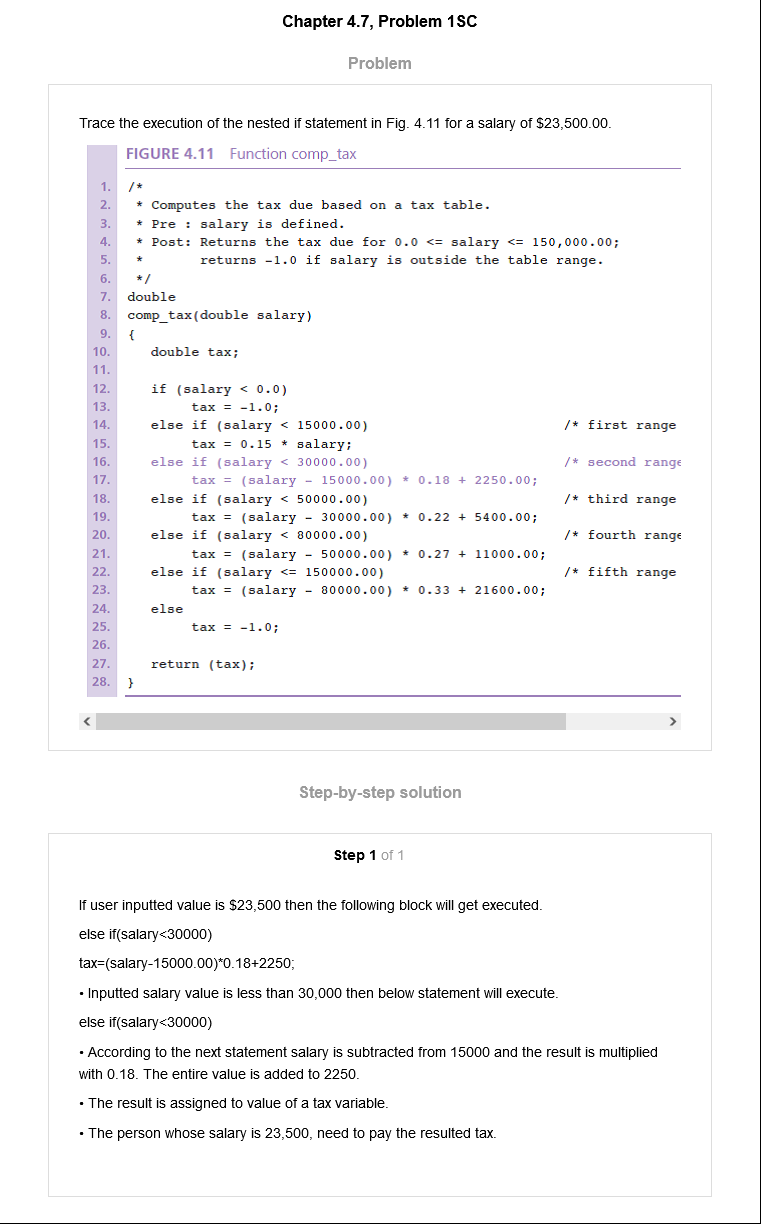 Chapter 4.7, Problem 1SC
Problem
Trace the execution of the nested if statement in Fig. 4.11 for a salary of $23,500.00.
FIGURE 4.11 Function comp_tax
1. /*
2. * Computes the tax due based on a tax table.
3. * Pre : salary is defined.
4. * Post: Returns the tax due for 0.0 <= salary <= 150,000.00;
5. * returns -1.0 if salary is outside the table range.
6. */
7. double
8. comp_tax(double salary)
9. {
10. double tax;
11.
12. if (salary < 0.0)
13. tax = -1.0;
14. else if (salary < 15000.00) /* first range
15. tax = 0.15 * salary;
16. else if (salary < 30000.00) /* second range
17. tax = (salary - 15000.00) * 0.18 + 2250.00;
18. else if (salary < 50000.00) /* third range
19. tax = (salary - 30000.00) * 0.22 + 5400.00;
20. else if (salary < 80000.00) /* fourth range
21. tax = (salary - 50000.00) * 0.27 + 11000.00;
22. else if (salary <= 150000.00) /* fifth range
23. tax = (salary - 80000.00) * 0.33 + 21600.00;
24. else
25. tax = -1.0;
26.
27. return (tax);
28. }
Step-by-step solution
Step 1 of 1
If user inputted value is $23,500 then the following block will get executed.
else if(salary<30000)
tax=(salary-15000.00)*0.18+2250;
• Inputted salary value is less than 30,000 then below statement will execute.
else if(salary<30000)
• According to the next statement salary is subtracted from 15000 and the result is multiplied
with 0.18. The entire value is added to 2250.
• The result is assigned to value of a tax variable.
• The person whose salary is 23,500, need to pay the resulted tax.